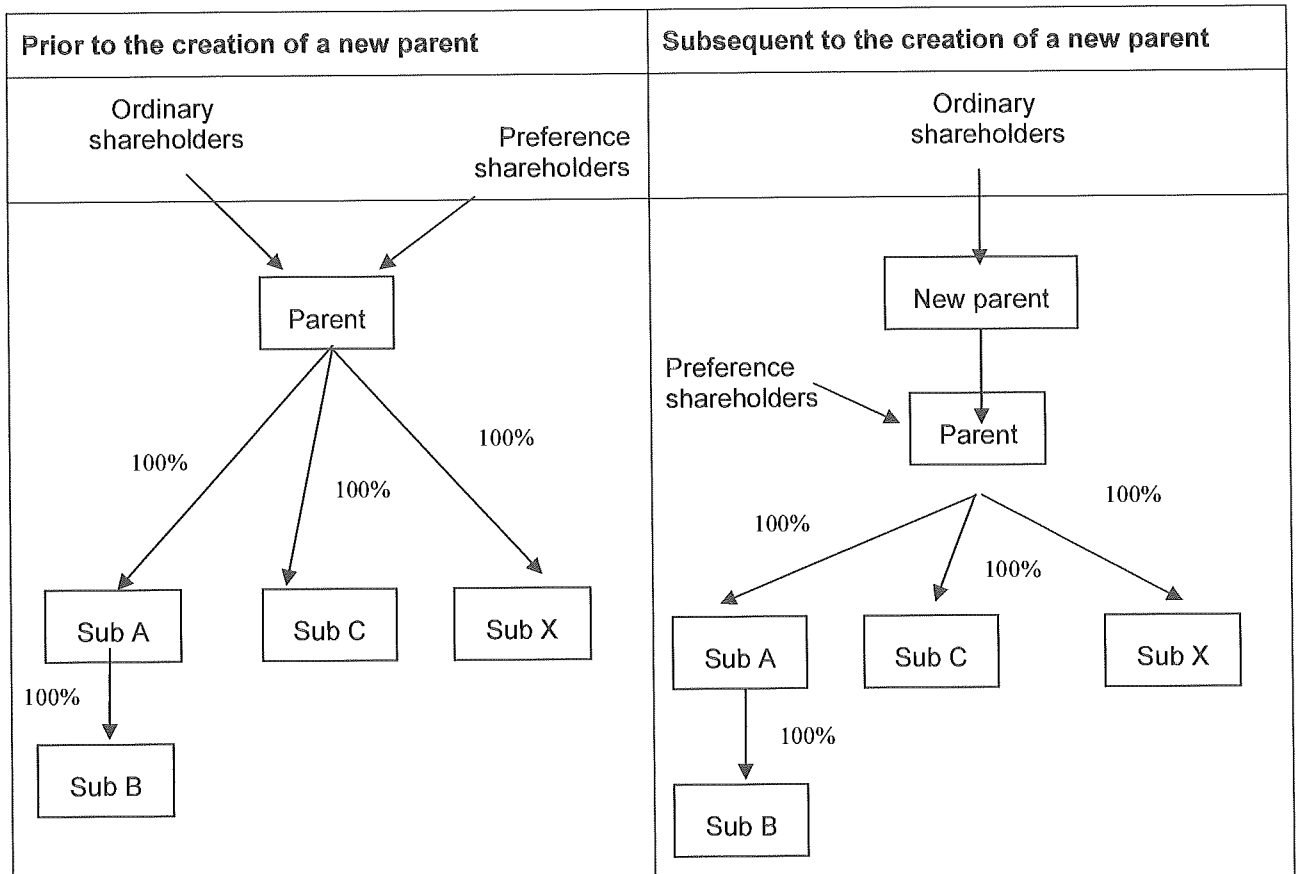 Prior to the creation of a new parent
Ordinary
shareholders
Preference
shareholders
Parent
100%
100%
100%
Sub A
Sub C
Sub X
100%
Sub B
Subsequent to the creation of a new parent
Ordinary
shareholders
New parent
Preference
shareholders
Parent
100%
100%
100%
Sub A
Sub C
Sub X
100%
Sub B